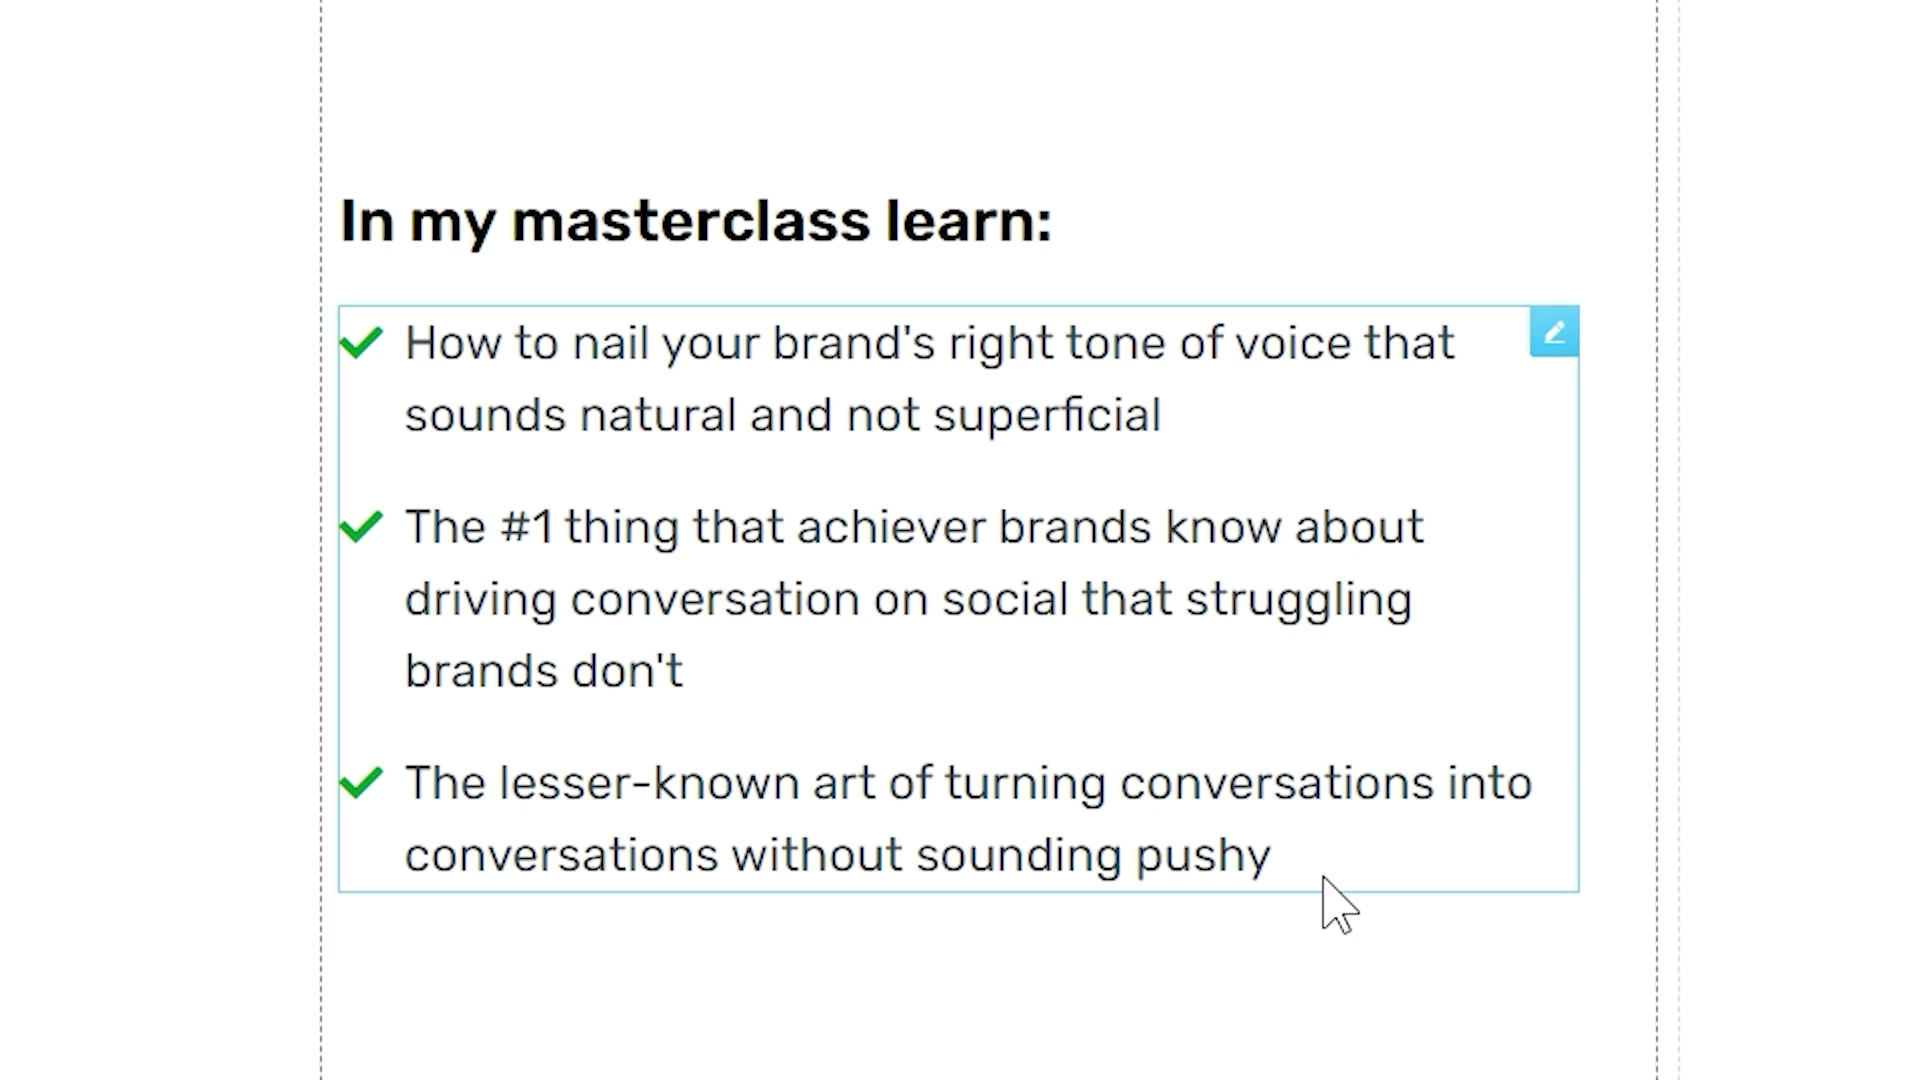 In my masterclass learn:
How to nail your brand's right tone of voice that
sounds natural and not superficial
The #1 thing that achiever brands know about
driving conversation on social that struggling
brands don't
The lesser-known art of turning conversations into
conversations without sounding pushy